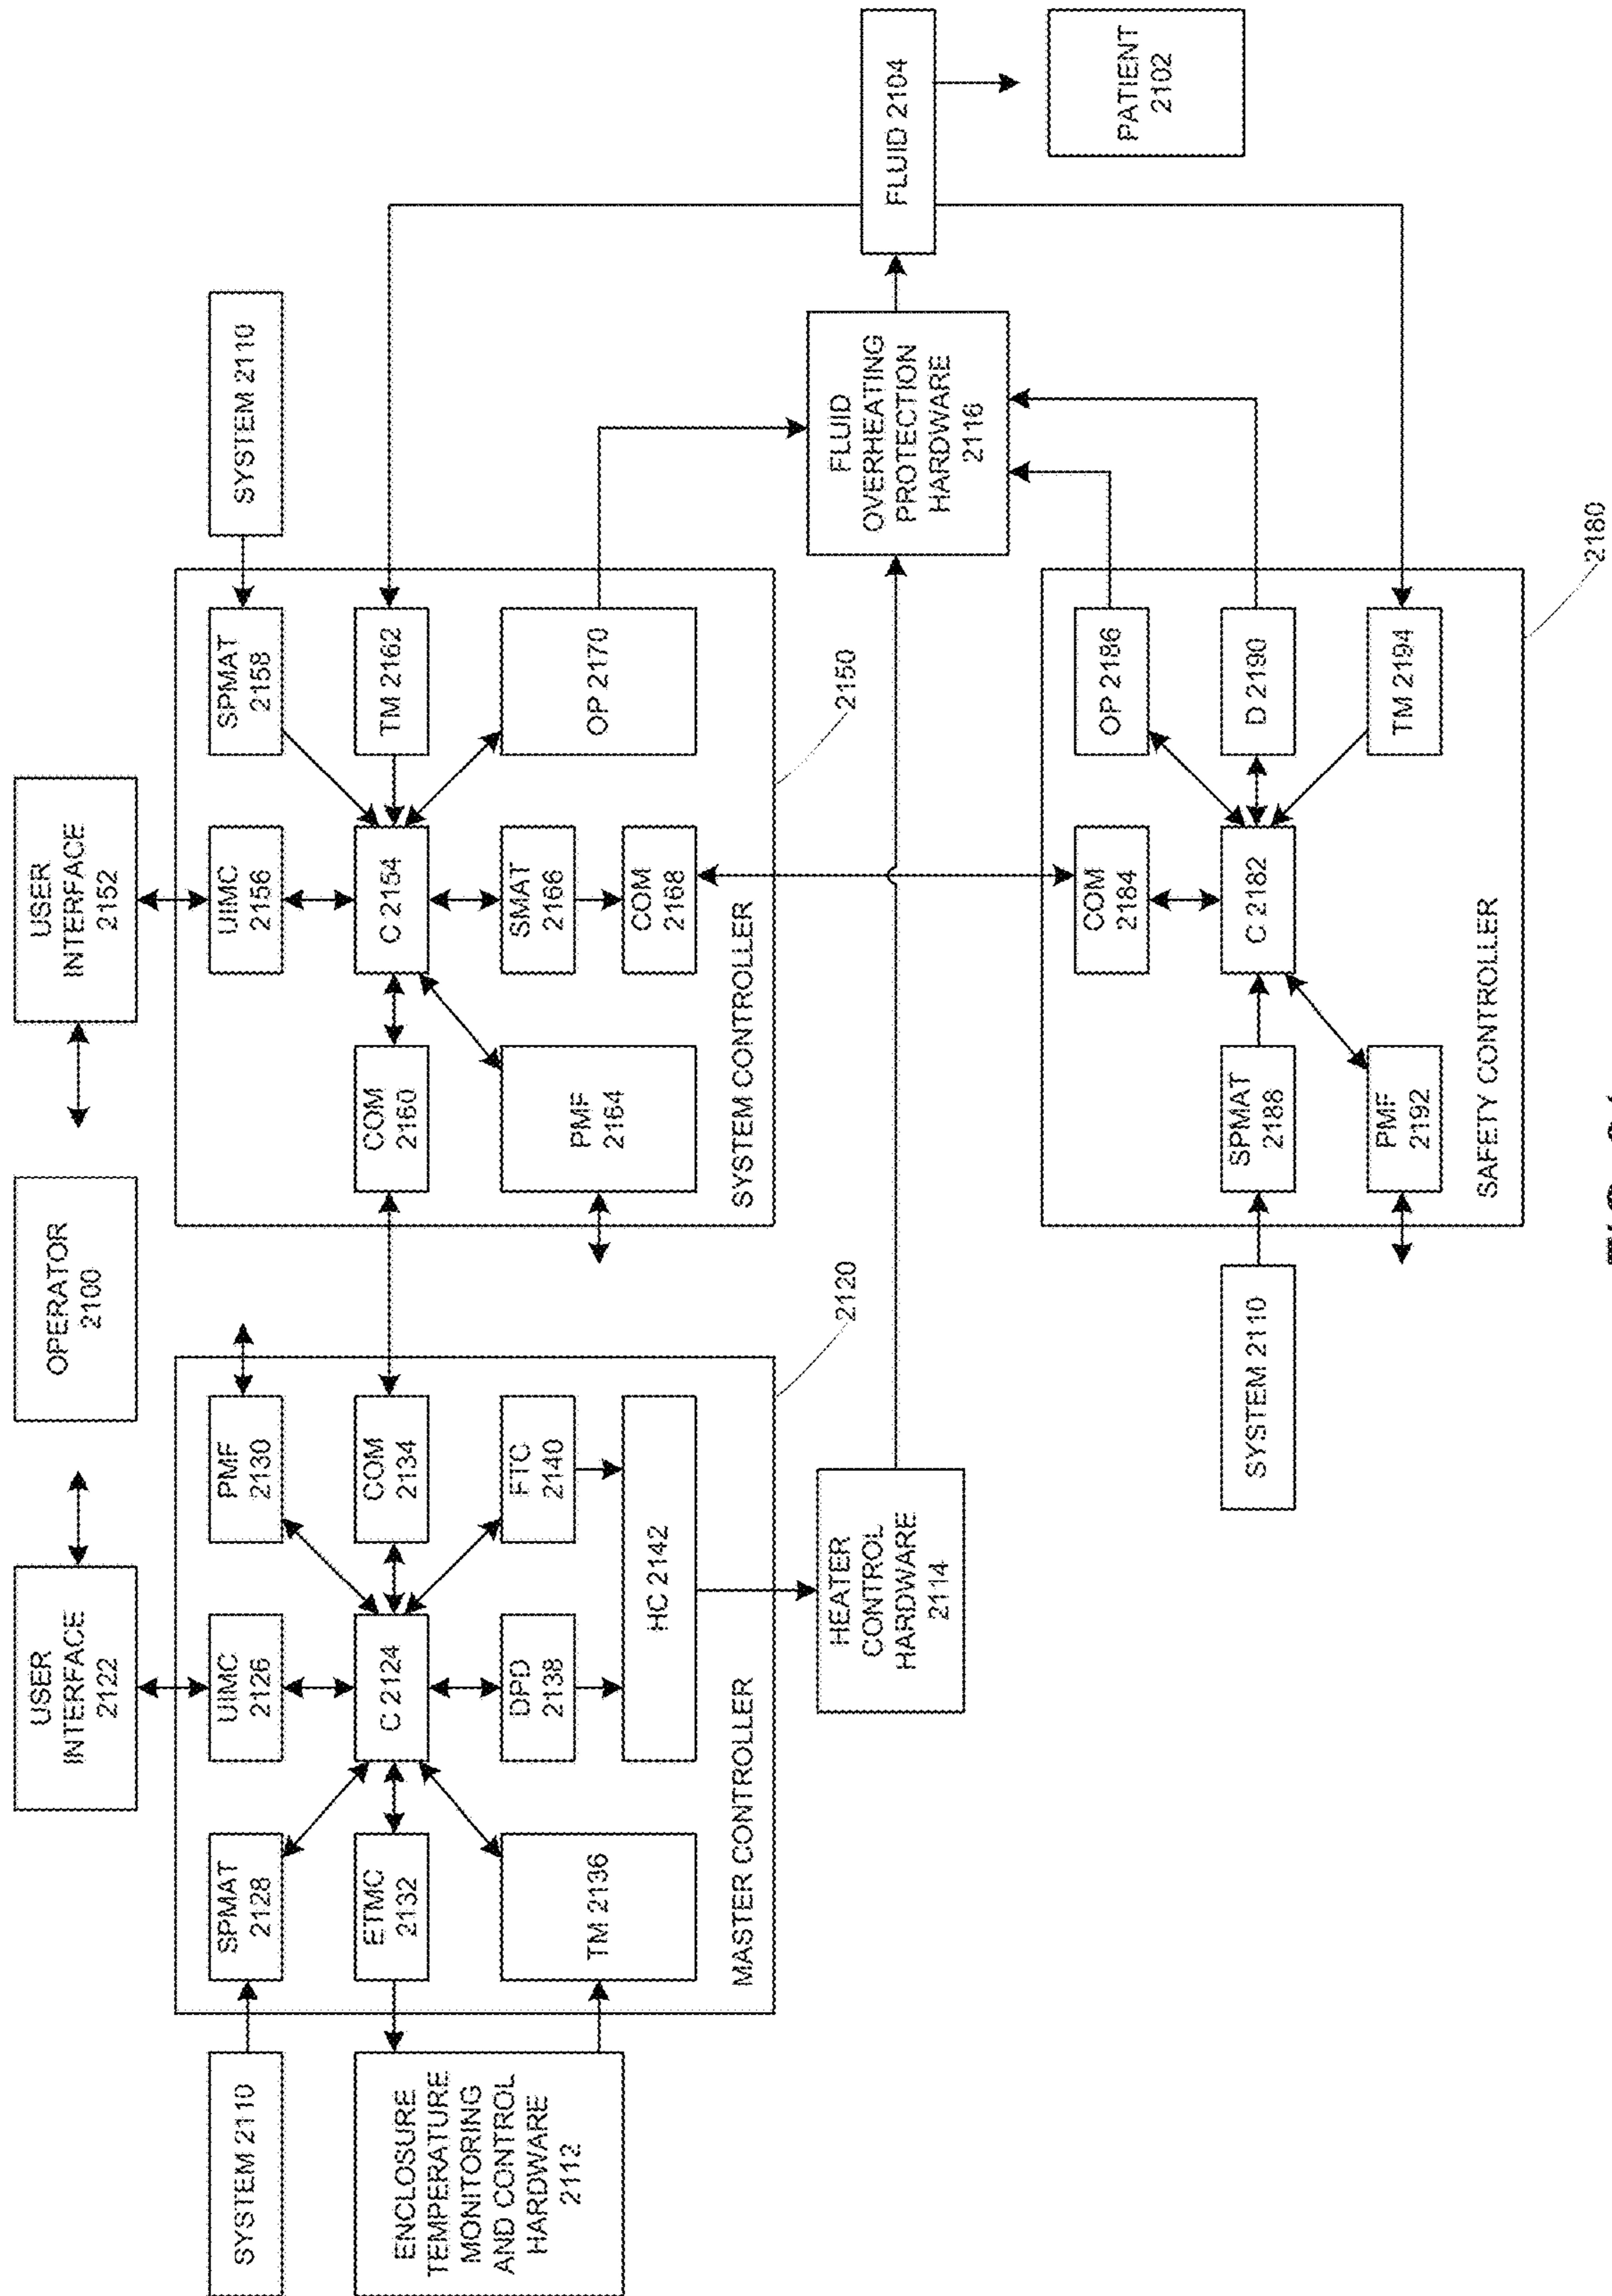 USER
INTERFACE
2122
OPERATOR
2100
USER
INTERFACE
2152
SYSTEM 2110
SPMAT
2128
UIMC
2126
PMF
2130
UIMC
2156
SPMAT
2158
SYSTEM 2110
ENCLOSURE
TEMPERATURE
MONITORING
AND CONTROL
HARDWARE
2112
ETMC
2132
C 2124
COM
2134
COM
2160
C 2154
TM 2162
TM 2136
DPD
2138
FTC
2140
PMF
2164
SMAT
2166
OP 2170
HC 2142
COM
2168
MASTER CONTROLLER
2120
SYSTEM CONTROLLER
2150
HEATER
CONTROL
HARDWARE
2114
FLUID
OVERHEATING
PROTECTION
HARDWARE
2116
FLUID 2104
PATIENT
2102
COM
2184
OP 2186
SYSTEM 2110
SPMAT
2188
C 2182
D 2190
PMF
2192
TM 2194
SAFETY CONTROLLER
2180